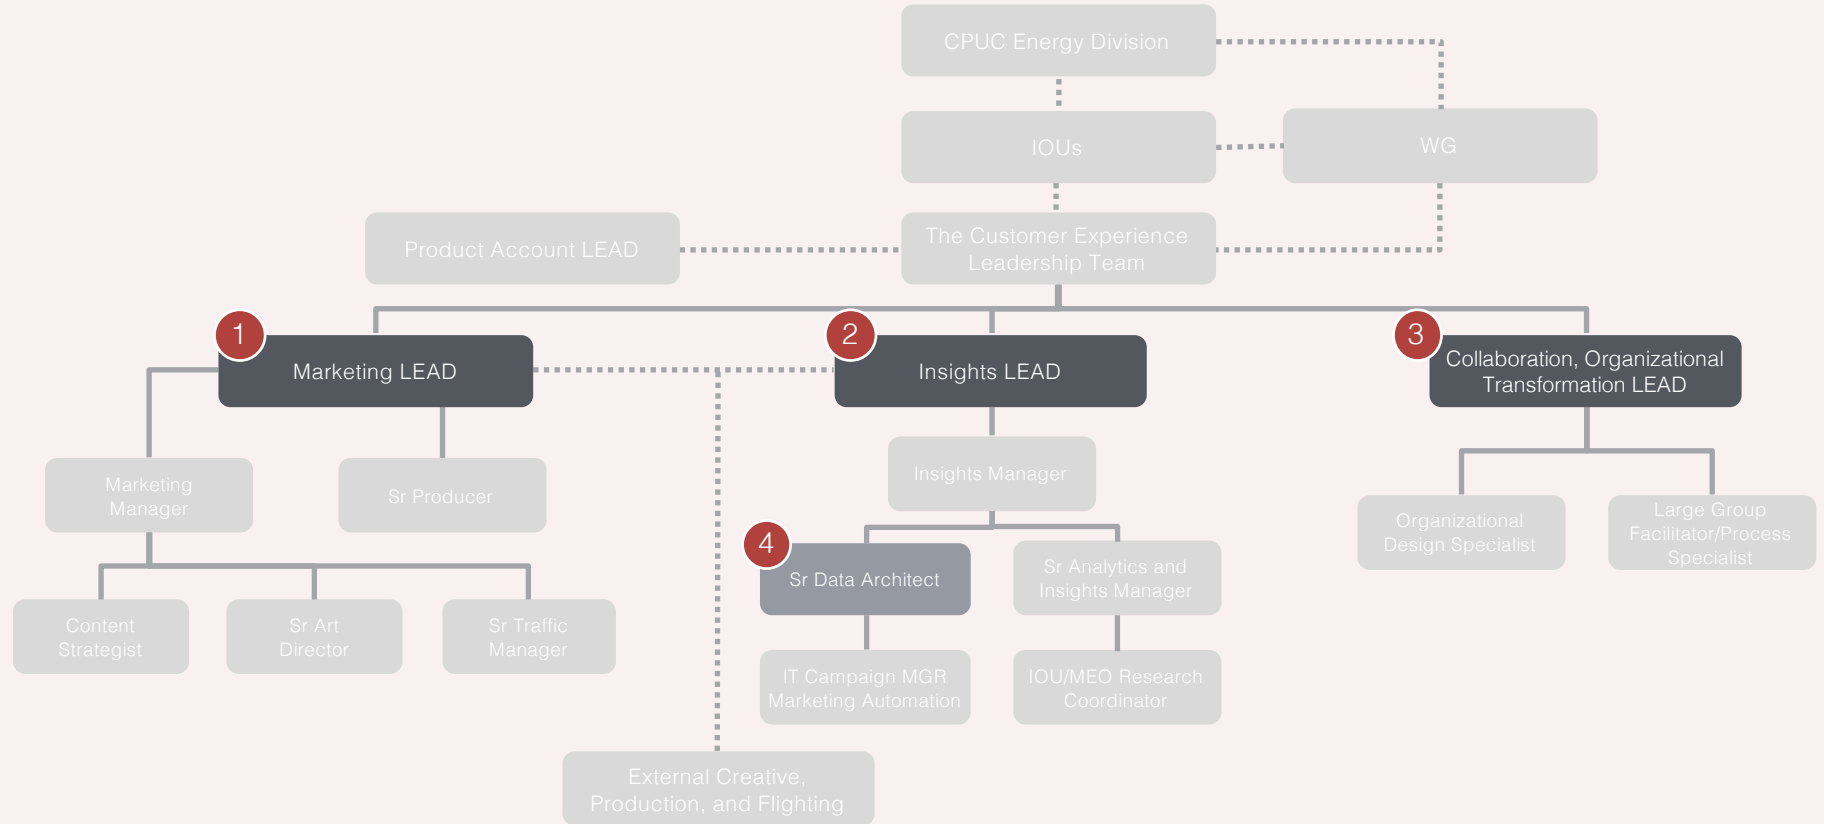 CPUC Energy Division
IOUs
WG
Product Account LEAD
The Customer Experience
Leadership Team
1
Marketing LEAD
2
Insights LEAD
3
Collaboration, Organizational
Transformation LEAD
Marketing
Manager
Sr Producer
Insights Manager
Organizational
Design Specialist
Large Group
Facilitator/Process
Specialist
4
Sr Data Architect
Sr Analytics and
Insights Manager
Content
Strategist
Sr Art
Director
Sr Traffic
Manager
IT Campaign MGR
Marketing Automation
IOU/MEO Research
Coordinator
External Creative,
Production, and Flighting